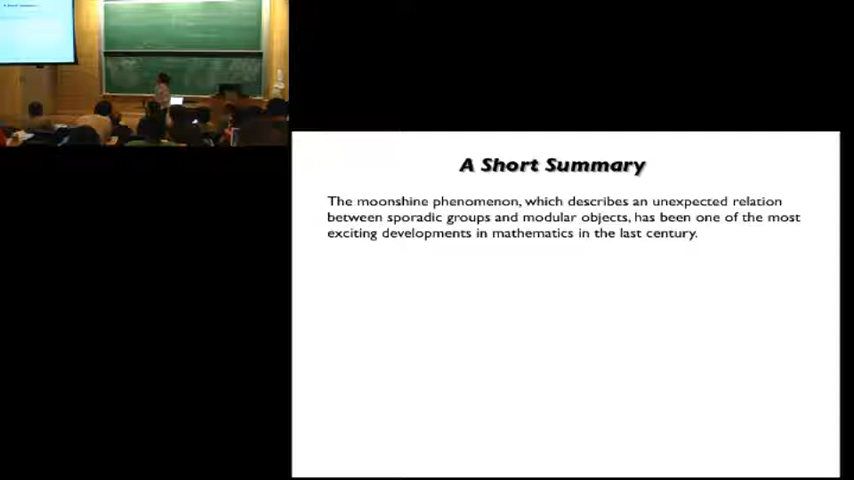 A Short Summary
The moonshine phenomenon, which describes an unexpected relation
between sporadic groups and modular objects, has been one of the most
exciting developments in mathematics in the last century.